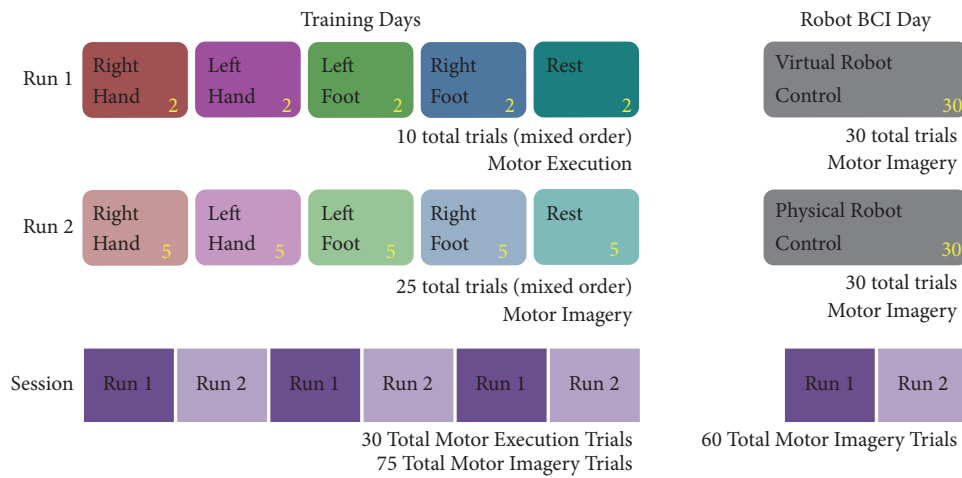 Training Days
Robot BCI Day
Run 1
Right Hand 2
Left Hand 2
Left Foot 2
Right Foot 2
Rest 2
Virtual Robot Control 30
10 total trials (mixed order)
Motor Execution
30 total trials
Motor Imagery
Run 2
Right Hand 5
Left Hand 5
Left Foot 5
Right Foot 5
Rest 5
Physical Robot Control 30
25 total trials (mixed order)
Motor Imagery
30 total trials
Motor Imagery
Session
Run 1
Run 2
Run 1
Run 2
Run 1
Run 2
Run 1
Run 2
30 Total Motor Execution Trials
75 Total Motor Imagery Trials
60 Total Motor Imagery Trials